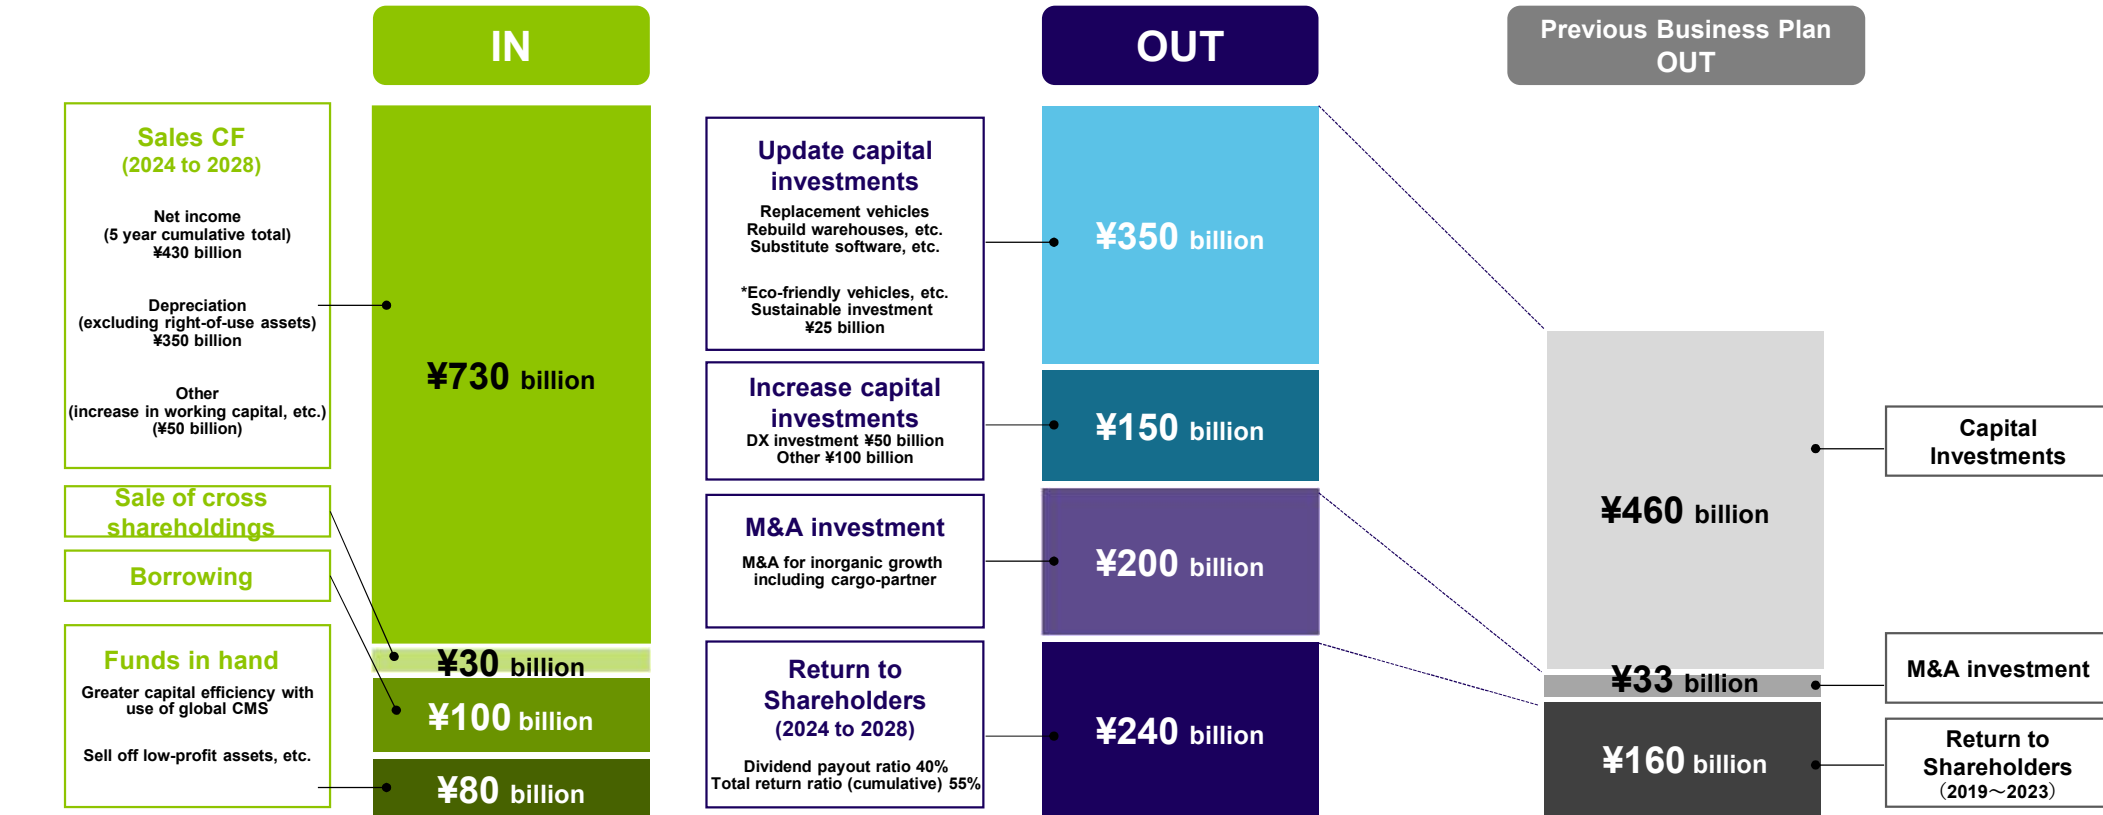 IN
Sales CF
(2024 to 2028)
Net income
(5 year cumulative total)
¥430 billion
Depreciation
(excluding right-of-use assets)
¥350 billion
Other
(increase in working capital, etc.)
(¥50 billion)
Sale of cross
shareholdings
Borrowing
Funds in hand
Greater capital efficiency with
use of global CMS
Sell off low-profit assets, etc.
¥730 billion
¥30 billion
¥100 billion
¥80 billion
OUT
Update capital
investments
Replacement vehicles
Rebuild warehouses, etc.
Substitute software, etc.
*Eco-friendly vehicles, etc.
Sustainable investment
¥25 billion
Increase capital
investments
DX investment ¥50 billion
Other ¥100 billion
M&A investment
M&A for inorganic growth
including cargo-partner
Return to
Shareholders
(2024 to 2028)
Dividend payout ratio 40%
Total return ratio (cumulative) 55%
¥350 billion
¥150 billion
¥200 billion
¥240 billion
Previous Business Plan
OUT
¥460 billion
¥33 billion
¥160 billion
Capital
Investments
M&A investment
Return to
Shareholders
（2019～2023）